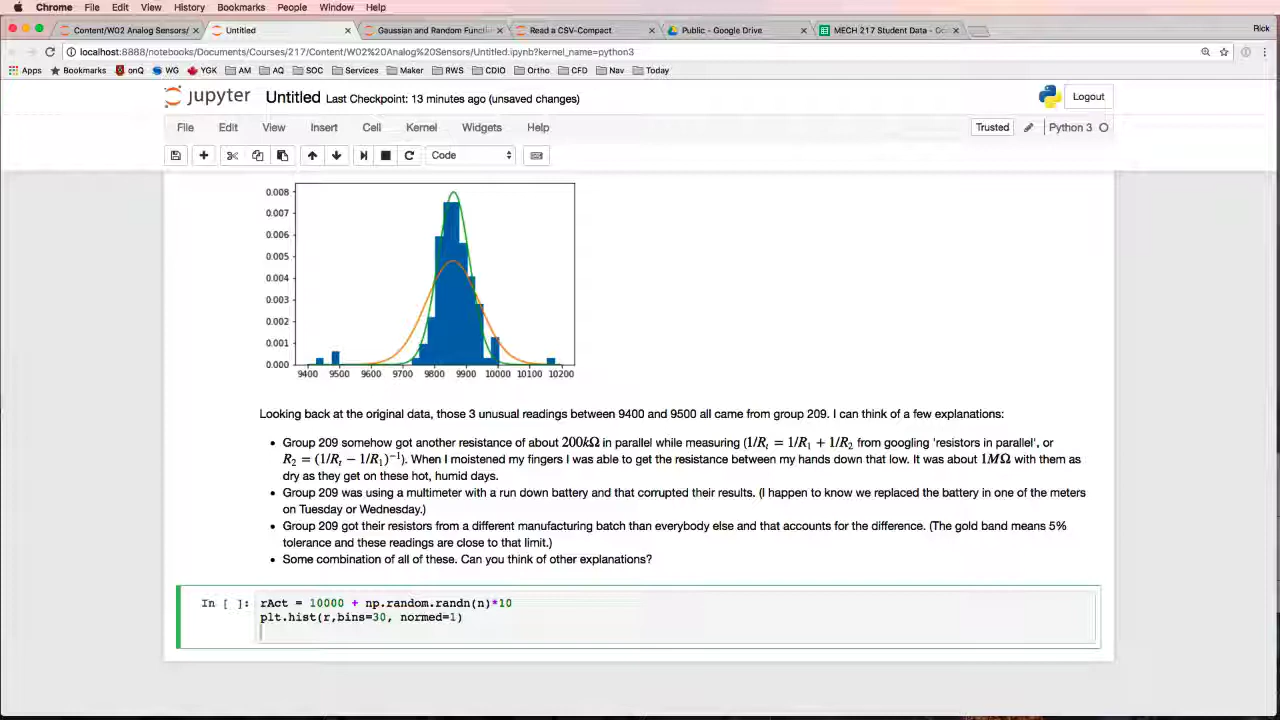 Chrome File Edit View History Bookmarks People Window Help
Content/W02 Analog Sensors/ Untitled Gaussian and Random Functi Read a CSV-Compact Public - Google Drive MECH 217 Student Data - Go Rick
localhost:8888/notebooks/Documents/Courses/217/Content/W02%20Analog%20Sensors/Untitled.ipynb?kernel_name=python3
Apps Bookmarks onQ WG YGK AM AQ SOC Services Maker RWS CDIO Ortho CFD Nav Today
jupyter Untitled Last Checkpoint: 13 minutes ago (unsaved changes) Logout
File Edit View Insert Cell Kernel Widgets Help Trusted Python 3
Code
0.008
0.007
0.006
0.005
0.004
0.003
0.002
0.001
0.000
9400 9500 9600 9700 9800 9900 10000 10100 10200
Looking back at the original data, those 3 unusual readings between 9400 and 9500 all came from group 209. I can think of a few explanations:
• Group 209 somehow got another resistance of about 200kΩ in parallel while measuring (1/Rₜ = 1/R₁ + 1/R₂ from googling 'resistors in parallel', or
R₂ = (1/Rₜ − 1/R₁)⁻¹). When I moistened my fingers I was able to get the resistance between my hands down that low. It was about 1MΩ with them as
dry as they get on these hot, humid days.
• Group 209 was using a multimeter with a run down battery and that corrupted their results. (I happen to know we replaced the battery in one of the meters
on Tuesday or Wednesday.)
• Group 209 got their resistors from a different manufacturing batch than everybody else and that accounts for the difference. (The gold band means 5%
tolerance and these readings are close to that limit.)
• Some combination of all of these. Can you think of other explanations?
In [ ]: rAct = 10000 + np.random.randn(n)*10
plt.hist(r,bins=30, normed=1)